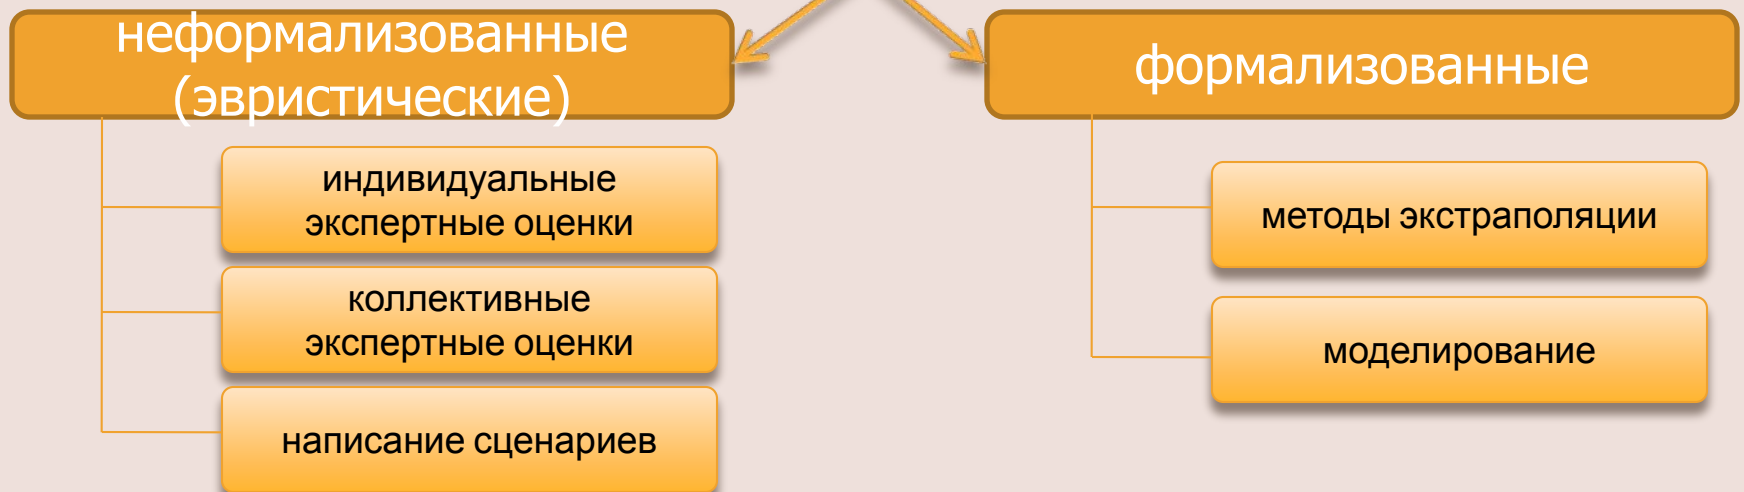 неформализованные
(эвристические)
индивидуальные
экспертные оценки
коллективные
экспертные оценки
написание сценариев
формализованные
методы экстраполяции
моделирование